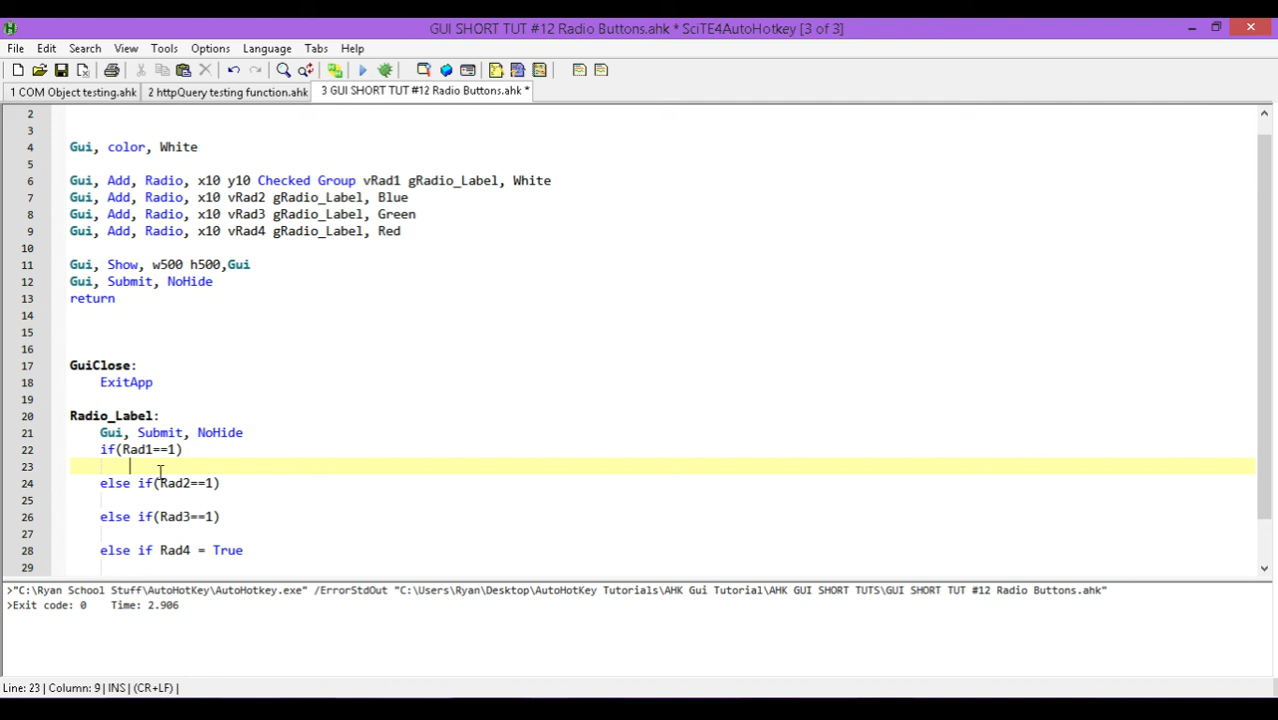 GUI SHORT TUT #12 Radio Buttons.ahk * SciTE4AutoHotkey [3 of 3]
File Edit Search View Tools Options Language Tabs Help
1 COM Object testing.ahk 2 httpQuery testing function.ahk 3 GUI SHORT TUT #12 Radio Buttons.ahk *
2
3
4 Gui, color, White
5
6 Gui, Add, Radio, x10 y10 Checked Group vRad1 gRadio_Label, White
7 Gui, Add, Radio, x10 vRad2 gRadio_Label, Blue
8 Gui, Add, Radio, x10 vRad3 gRadio_Label, Green
9 Gui, Add, Radio, x10 vRad4 gRadio_Label, Red
10
11 Gui, Show, w500 h500,Gui
12 Gui, Submit, NoHide
13 return
14
15
16
17 GuiClose:
18 ExitApp
19
20 Radio_Label:
21 Gui, Submit, NoHide
22 if(Rad1==1)
23
24 else if(Rad2==1)
25
26 else if(Rad3==1)
27
28 else if Rad4 = True
29
>"C:\Ryan School Stuff\AutoHotKey\AutoHotkey.exe" /ErrorStdOut "C:\Users\Ryan\Desktop\AutoHotKey Tutorials\AHK Gui Tutorial\AHK GUI SHORT TUTS\GUI SHORT TUT #12 Radio Buttons.ahk"
>Exit code: 0 Time: 2.906
Line: 23 | Column: 9 | INS | (CR+LF) |